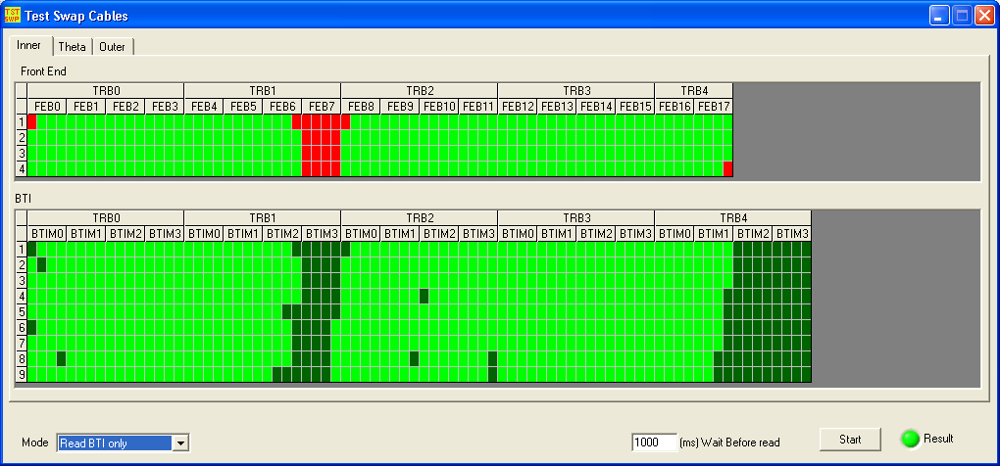 TST SWP Test Swap Cables
Inner Theta Outer
Front End
TRB0 TRB1 TRB2 TRB3 TRB4
FEB0 FEB1 FEB2 FEB3 FEB4 FEB5 FEB6 FEB7 FEB8 FEB9 FEB10 FEB11 FEB12 FEB13 FEB14 FEB15 FEB16 FEB17
1
2
3
4
BTI
TRB0 TRB1 TRB2 TRB3 TRB4
BTIM0 BTIM1 BTIM2 BTIM3 BTIM0 BTIM1 BTIM2 BTIM3 BTIM0 BTIM1 BTIM2 BTIM3 BTIM0 BTIM1 BTIM2 BTIM3 BTIM0 BTIM1 BTIM2 BTIM3
1
2
3
4
5
6
7
8
9
Mode Read BTI only 1000 (ms) Wait Before read Start Result